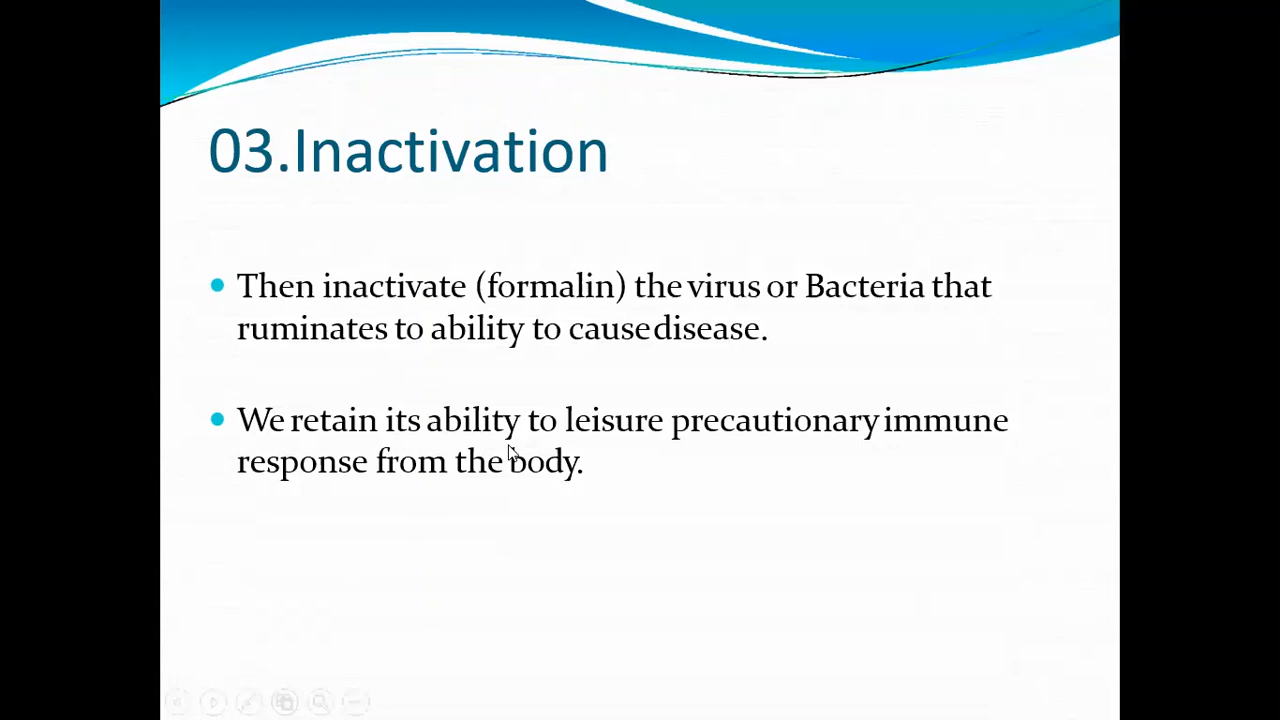 03.Inactivation
Then inactivate (formalin) the virus or Bacteria that
ruminates to ability to cause disease.
We retain its ability to leisure precautionary immune
response from the body.